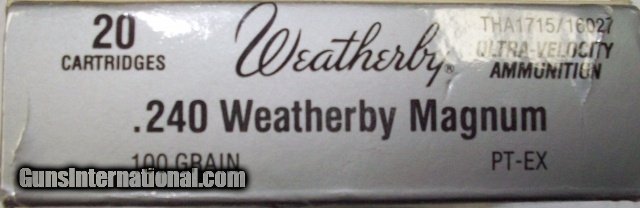 20
CARTRIDGES
Weatherby®
THA1715/16027
ULTRA-VELOCITY
AMMUNITION
.240 Weatherby Magnum
100 GRAIN
PT-EX
GunsInternational.com